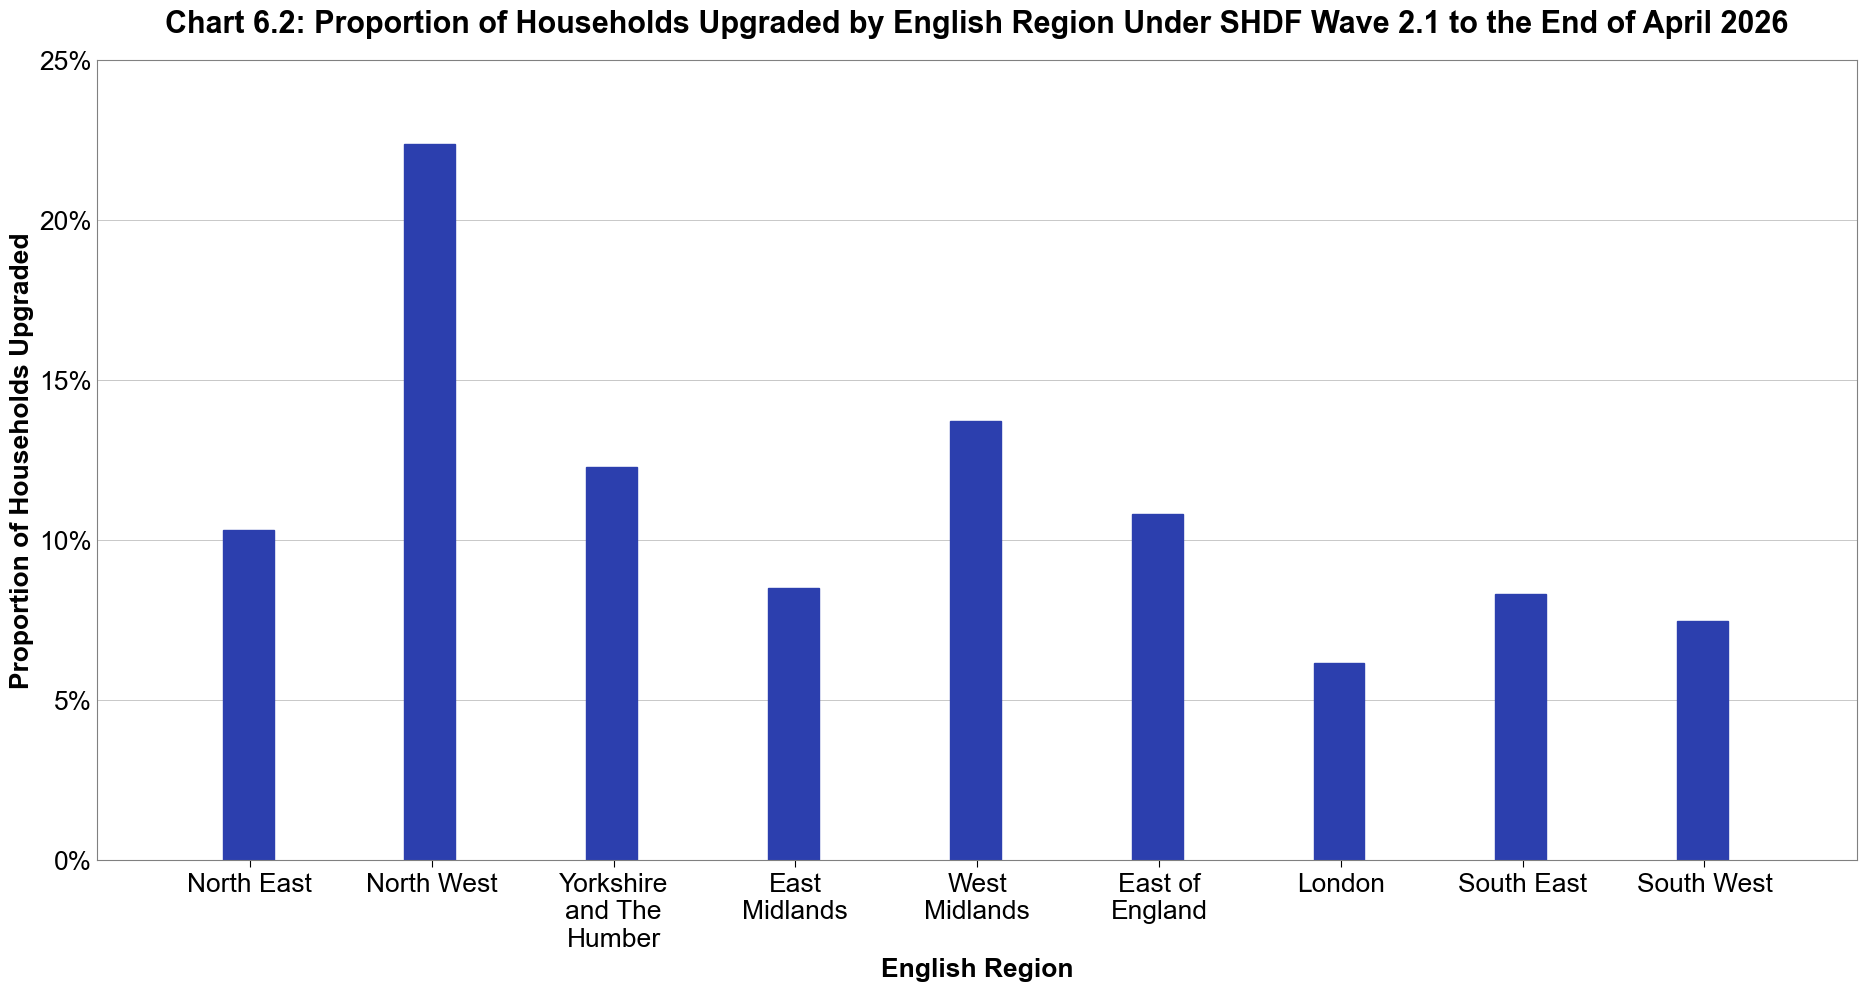 Chart 6.2: Proportion of Households Upgraded by English Region Under SHDF Wave 2.1 to the End of April 2026
Proportion of Households Upgraded
25%
20%
15%
10%
5%
0%
North East
North West
Yorkshire
and The
Humber
East
Midlands
West
Midlands
East of
England
London
South East
South West
English Region